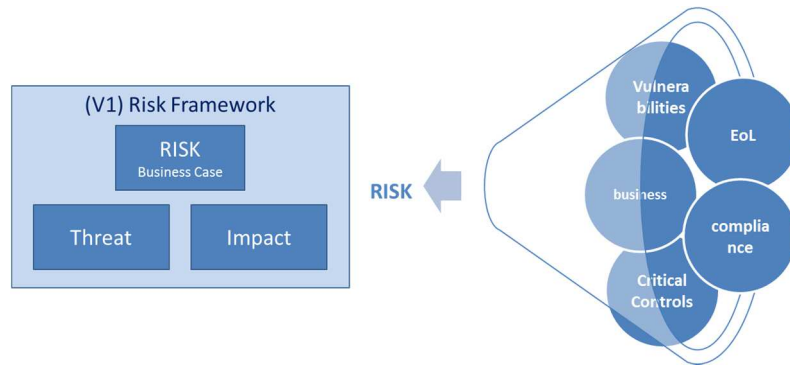 (V1) Risk Framework
RISK
Business Case
Threat
Impact
RISK
Vulnera
bilities
EoL
business
complia
nce
Critical
Controls